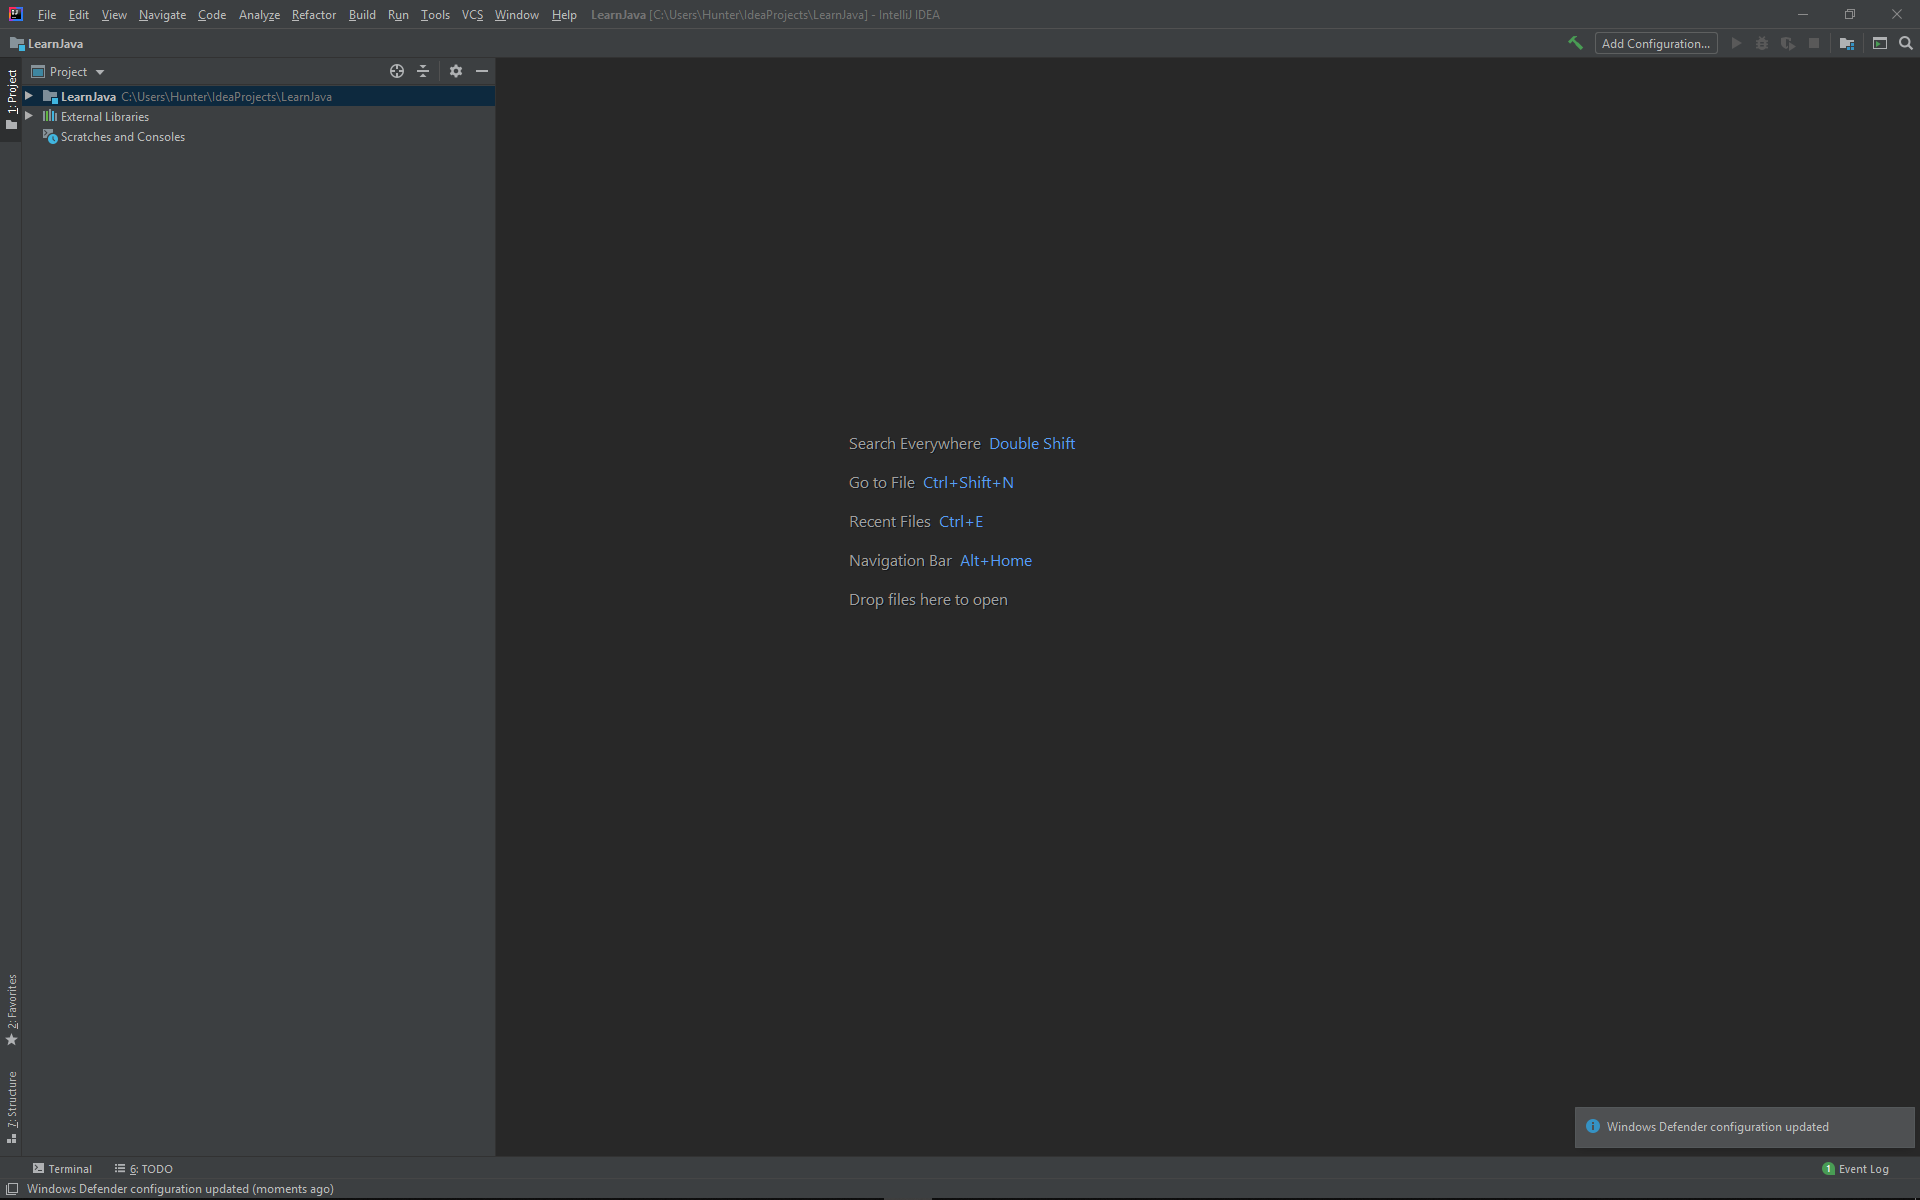 File Edit View Navigate Code Analyze Refactor Build Run Tools VCS Window Help LearnJava [C:\Users\Hunter\IdeaProjects\LearnJava] - IntelliJ IDEA
LearnJava
Add Configuration...
1: Project
Project
LearnJava C:\Users\Hunter\IdeaProjects\LearnJava
External Libraries
Scratches and Consoles
Search Everywhere Double Shift
Go to File Ctrl+Shift+N
Recent Files Ctrl+E
Navigation Bar Alt+Home
Drop files here to open
2: Favorites
7: Structure
Windows Defender configuration updated
Terminal
6: TODO
1 Event Log
Windows Defender configuration updated (moments ago)